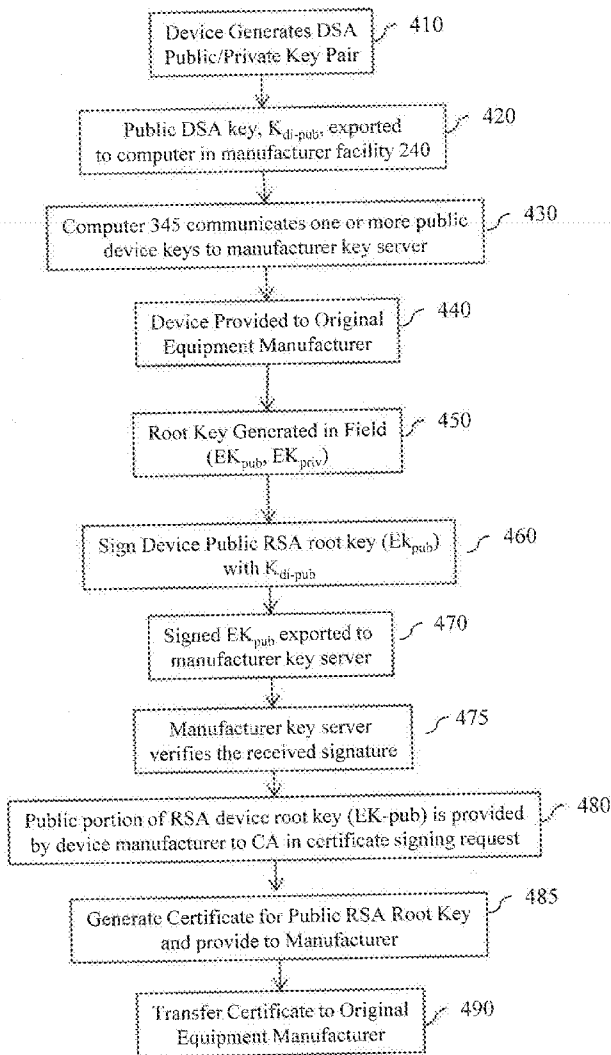 Device Generates DSA
Public/Private Key Pair
410
Public DSA key, Kdi-pub, exported
to computer in manufacturer facility 240
420
Computer 345 communicates one or more public
device keys to manufacturer key server
430
Device Provided to Original
Equipment Manufacturer
440
Root Key Generated in Field
(EKpub, EKpriv)
450
Sign Device Public RSA root key (Ekpub)
with Kdi-pub
460
Signed EKpub exported to
manufacturer key server
470
Manufacturer key server
verifies the received signature
475
Public portion of RSA device root key (EK-pub) is provided
by device manufacturer to CA in certificate signing request
480
Generate Certificate for Public RSA Root Key
and provide to Manufacturer
485
Transfer Certificate to Original
Equipment Manufacturer
490